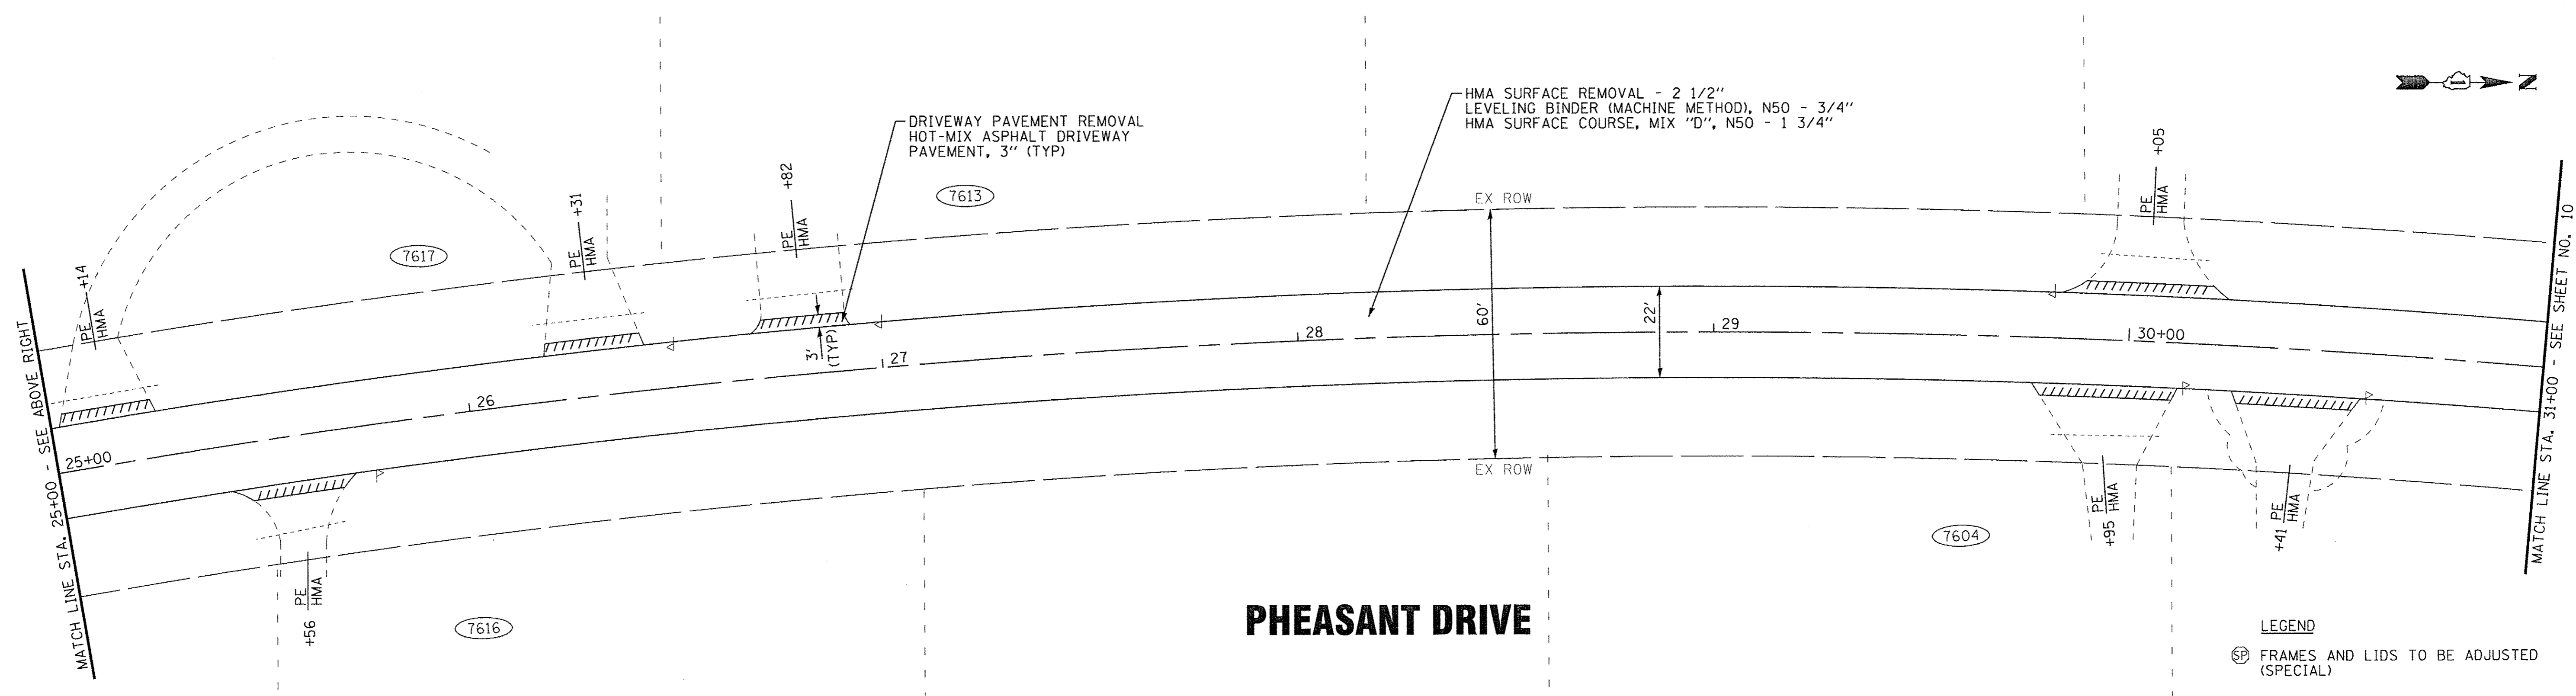 HMA SURFACE REMOVAL - 2 1/2"
LEVELING BINDER (MACHINE METHOD), N50 - 3/4"
HMA SURFACE COURSE, MIX "D", N50 - 1 3/4"
N
DRIVEWAY PAVEMENT REMOVAL
HOT-MIX ASPHALT DRIVEWAY
PAVEMENT, 3" (TYP)
+14
PE
HMA
7617
+31
PE
HMA
+82
PE
HMA
7613
EX ROW
+05
PE
HMA
MATCH LINE STA. 25+00 - SEE ABOVE RIGHT
MATCH LINE STA. 31+00 - SEE SHEET NO. 10
3'
(TYP)
60'
22'
25+00
26
27
28
29
30+00
EX ROW
+56
PE
HMA
7616
+95
PE
HMA
+41
PE
HMA
7604
PHEASANT DRIVE
LEGEND
SP FRAMES AND LIDS TO BE ADJUSTED
(SPECIAL)